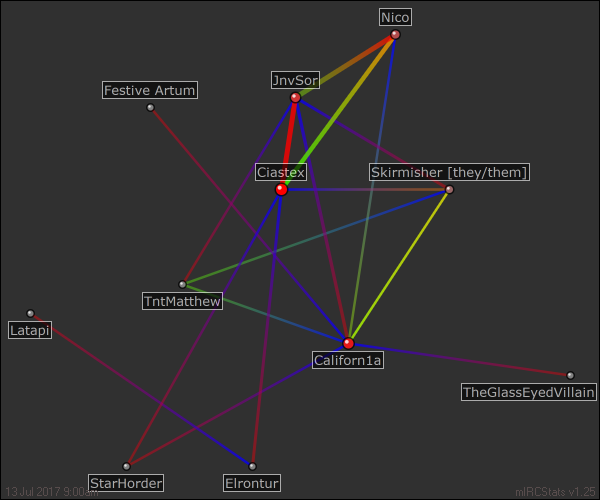 Nico
JnvSor
Festive Artum
Ciastex
Skirmisher [they/them]
TntMatthew
Latapi
Californ1a
TheGlassEyedVillain
StarHorder
Elrontur
13 Jul 2017 9:00am
mIRCStats v1.25